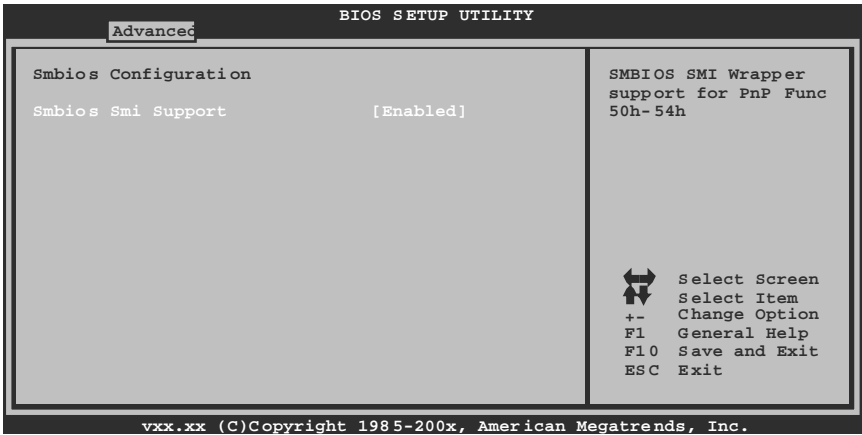 BIOS SETUP UTILITY
Advanced
Smbios Configuration
Smbios Smi Support [Enabled]
SMBIOS SMI Wrapper
support for PnP Func
50h-54h
Select Screen
Select Item
+- Change Option
F1 General Help
F10 Save and Exit
ESC Exit
vxx.xx (C)Copyright 1985-200x, American Megatrends, Inc.